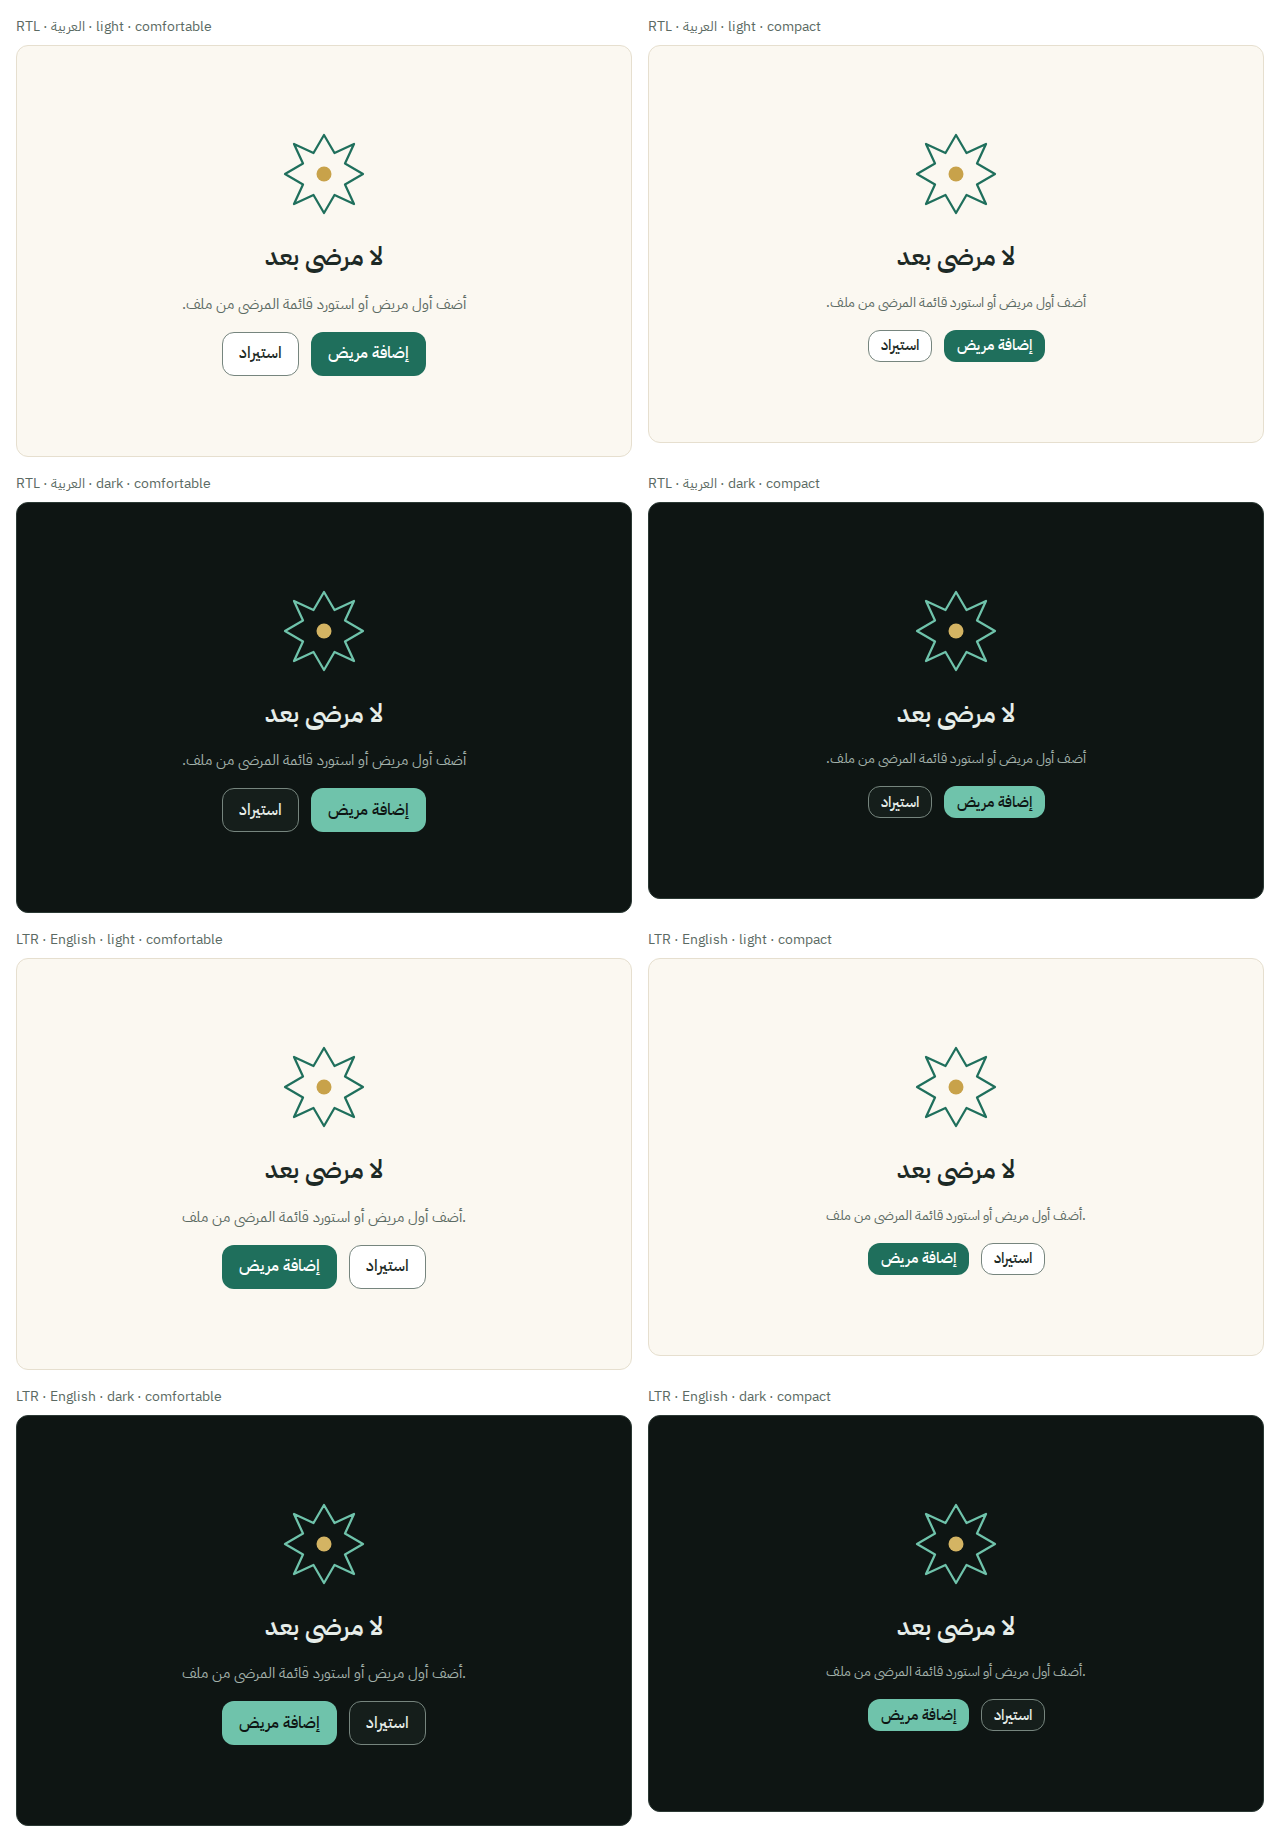 RTL · العربية · light · comfortable
لا مرضى بعد
أضف أول مريض أو استورد قائمة المرضى من ملف.
إضافة مريض
استيراد
RTL · العربية · light · compact
لا مرضى بعد
أضف أول مريض أو استورد قائمة المرضى من ملف.
إضافة مريض
استيراد
RTL · العربية · dark · comfortable
لا مرضى بعد
أضف أول مريض أو استورد قائمة المرضى من ملف.
إضافة مريض
استيراد
RTL · العربية · dark · compact
لا مرضى بعد
أضف أول مريض أو استورد قائمة المرضى من ملف.
إضافة مريض
استيراد
LTR · English · light · comfortable
لا مرضى بعد
أضف أول مريض أو استورد قائمة المرضى من ملف.
إضافة مريض
استيراد
LTR · English · light · compact
لا مرضى بعد
أضف أول مريض أو استورد قائمة المرضى من ملف.
إضافة مريض
استيراد
LTR · English · dark · comfortable
لا مرضى بعد
أضف أول مريض أو استورد قائمة المرضى من ملف.
إضافة مريض
استيراد
LTR · English · dark · compact
لا مرضى بعد
أضف أول مريض أو استورد قائمة المرضى من ملف.
إضافة مريض
استيراد